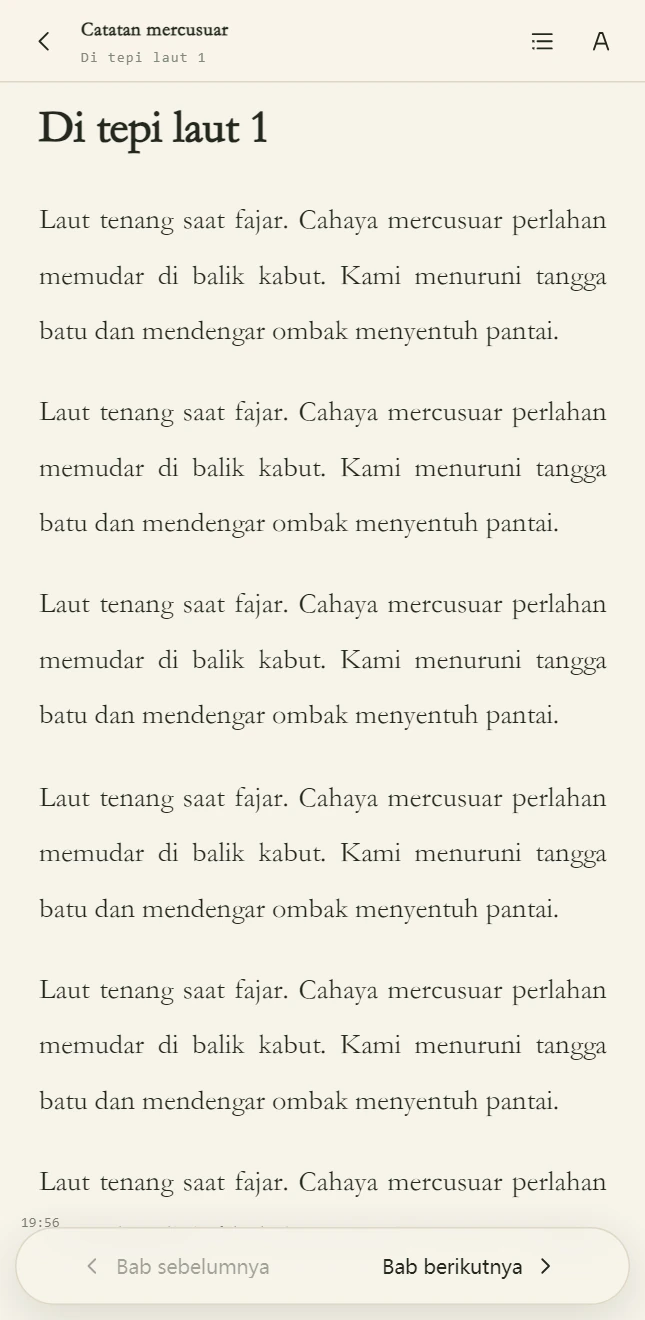 Catatan mercusuar
Di tepi laut 1
Di tepi laut 1
Laut tenang saat fajar. Cahaya mercusuar perlahan
memudar di balik kabut. Kami menuruni tangga
batu dan mendengar ombak menyentuh pantai.
Laut tenang saat fajar. Cahaya mercusuar perlahan
memudar di balik kabut. Kami menuruni tangga
batu dan mendengar ombak menyentuh pantai.
Laut tenang saat fajar. Cahaya mercusuar perlahan
memudar di balik kabut. Kami menuruni tangga
batu dan mendengar ombak menyentuh pantai.
Laut tenang saat fajar. Cahaya mercusuar perlahan
memudar di balik kabut. Kami menuruni tangga
batu dan mendengar ombak menyentuh pantai.
Laut tenang saat fajar. Cahaya mercusuar perlahan
memudar di balik kabut. Kami menuruni tangga
batu dan mendengar ombak menyentuh pantai.
Laut tenang saat fajar. Cahaya mercusuar perlahan
19:56
Bab sebelumnya
Bab berikutnya